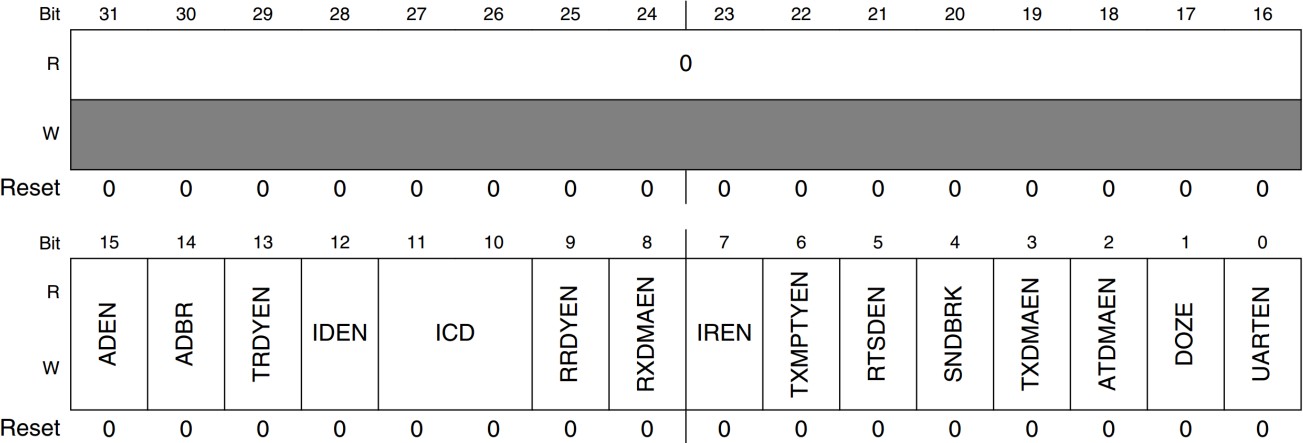 Bit 31 30 29 28 27 26 25 24 23 22 21 20 19 18 17 16
R 0
W
Reset 0 0 0 0 0 0 0 0 0 0 0 0 0 0 0 0
Bit 15 14 13 12 11 10 9 8 7 6 5 4 3 2 1 0
R
ADEN ADBR TRDYEN IDEN ICD RRDYEN RXDMAEN IREN TXMPTYEN RTSDEN SNDBRK TXDMAEN ATDMAEN DOZE UARTEN
W
Reset 0 0 0 0 0 0 0 0 0 0 0 0 0 0 0 0